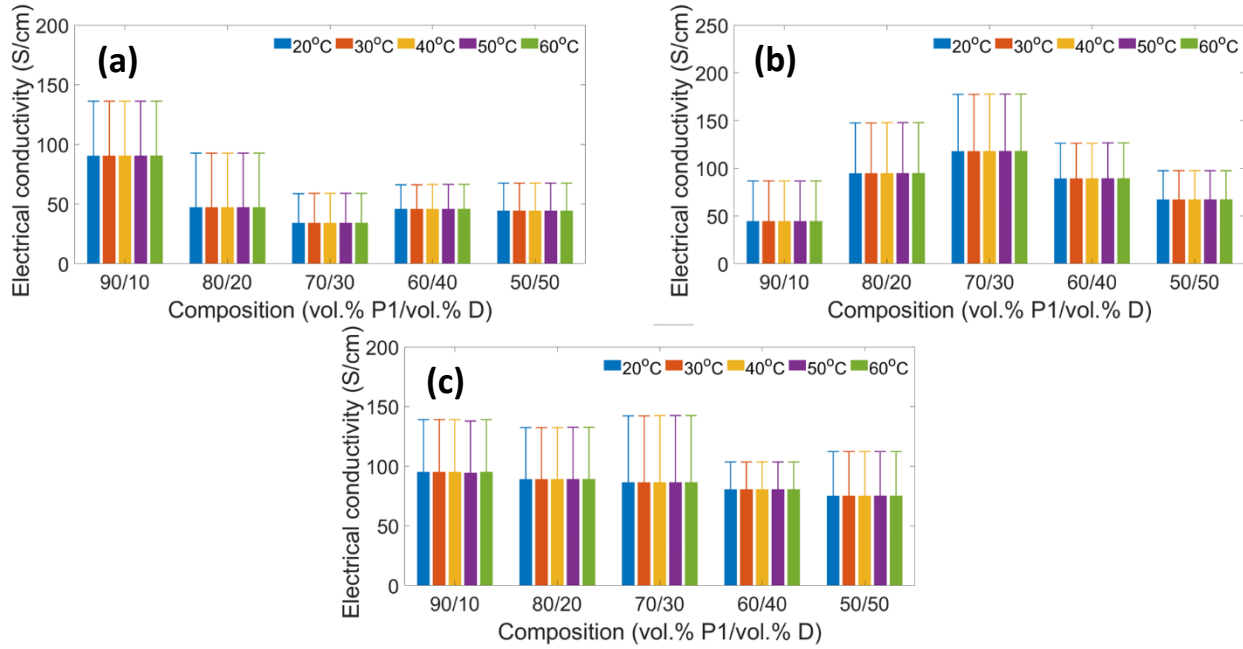 (a)
Electrical conductivity (S/cm)
200
150
100
50
0
20°C 30°C 40°C 50°C 60°C
90/10 80/20 70/30 60/40 50/50
Composition (vol.% P1/vol.% D)
(b)
Electrical conductivity (S/cm)
250
200
150
100
50
0
20°C 30°C 40°C 50°C 60°C
90/10 80/20 70/30 60/40 50/50
Composition (vol.% P1/vol.% D)
(c)
Electrical conductivity (S/cm)
200
150
100
50
0
20°C 30°C 40°C 50°C 60°C
90/10 80/20 70/30 60/40 50/50
Composition (vol.% P1/vol.% D)